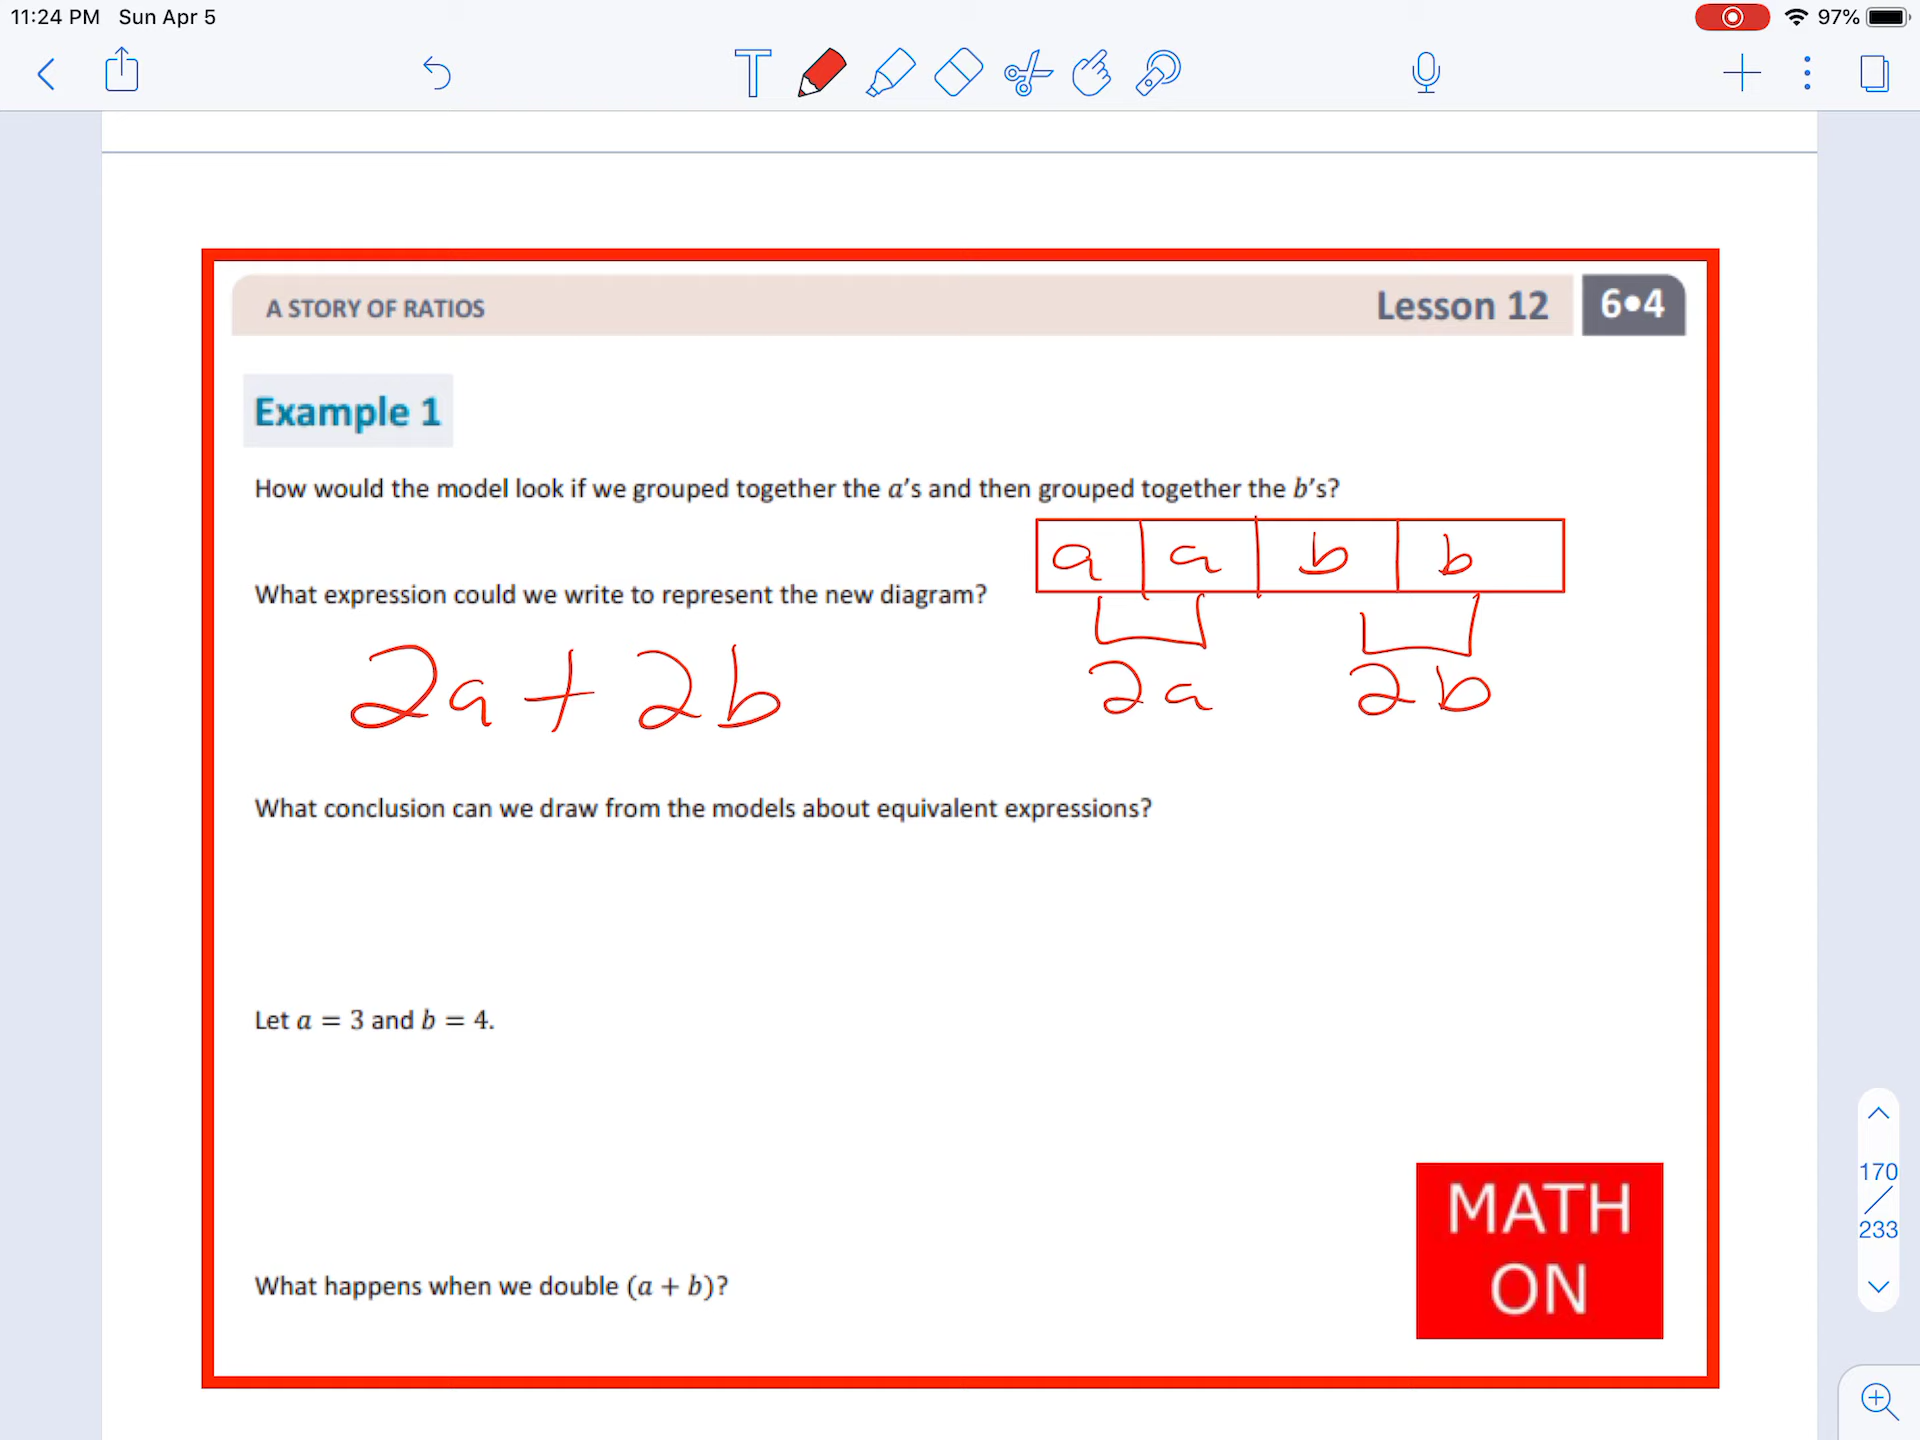 11:24 PM Sun Apr 5
97%
T
A STORY OF RATIOS
Lesson 12
6•4
Example 1
How would the model look if we grouped together the a's and then grouped together the b's?
a a b b
What expression could we write to represent the new diagram?
2a + 2b
2a 2b
What conclusion can we draw from the models about equivalent expressions?
Let a = 3 and b = 4.
MATH
ON
170
/
233
What happens when we double (a + b)?